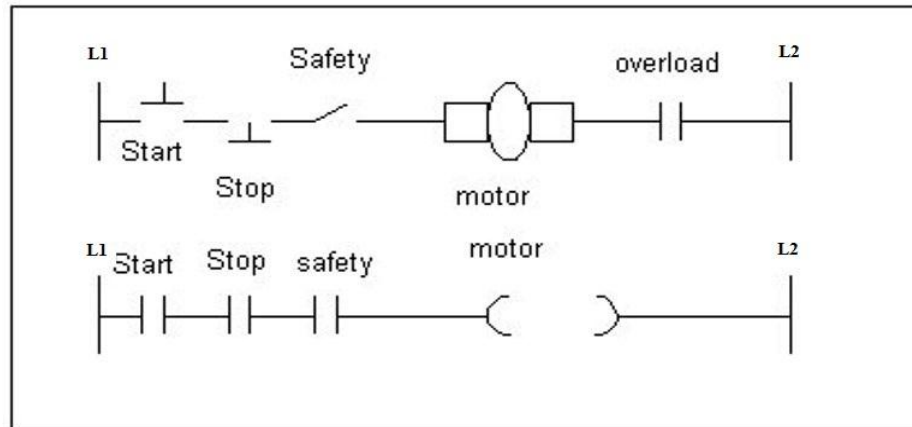 L1 Safety overload L2
Start
Stop motor
motor
L1 Start Stop safety L2